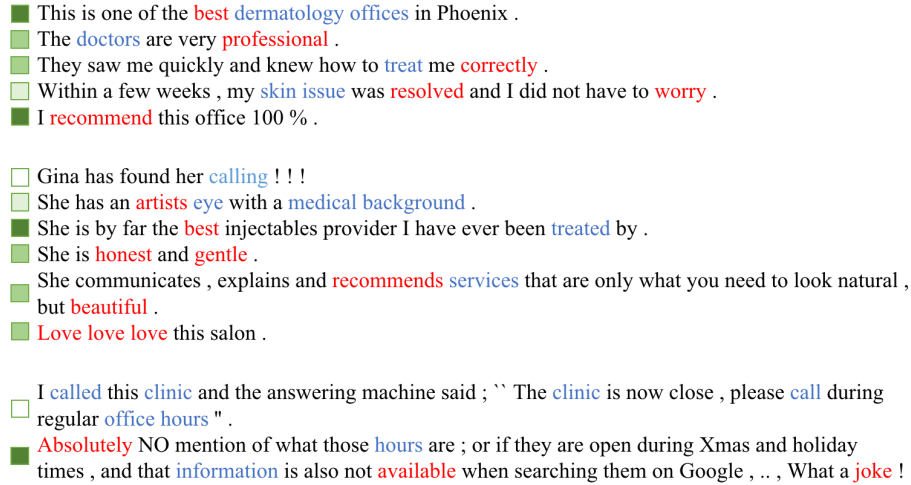 This is one of the best dermatology offices in Phoenix .
The doctors are very professional .
They saw me quickly and knew how to treat me correctly .
Within a few weeks , my skin issue was resolved and I did not have to worry .
I recommend this office 100 % .
Gina has found her calling ! ! !
She has an artists eye with a medical background .
She is by far the best injectables provider I have ever been treated by .
She is honest and gentle .
She communicates , explains and recommends services that are only what you need to look natural ,
but beautiful .
Love love love this salon .
I called this clinic and the answering machine said ; `` The clinic is now close , please call during
regular office hours " .
Absolutely NO mention of what those hours are ; or if they are open during Xmas and holiday
times , and that information is also not available when searching them on Google , .. , What a joke !